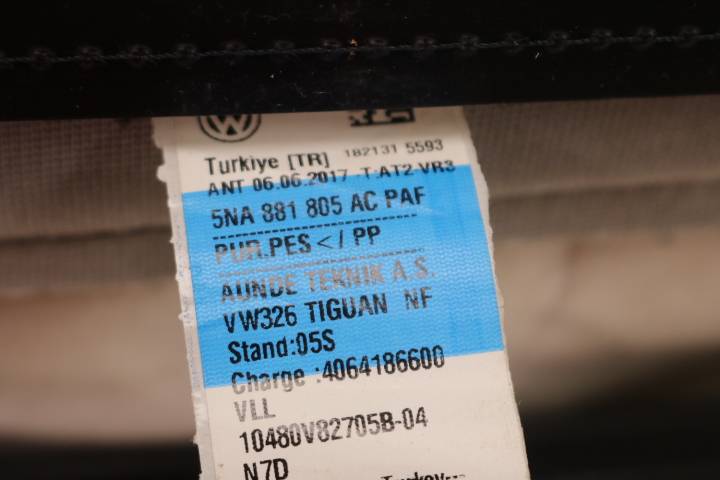 Turkiye [TR] 182131 5593
ANT 06.06.2017 -T:AT2-VR3
5NA 881 805 AC PAF
PUR.PES < / PP
AUNDE TEKNIK A.S.
VW326 TIGUAN NF
Stand:05S
Charge :4064186600
VLL
10480V82705B-04
N7D